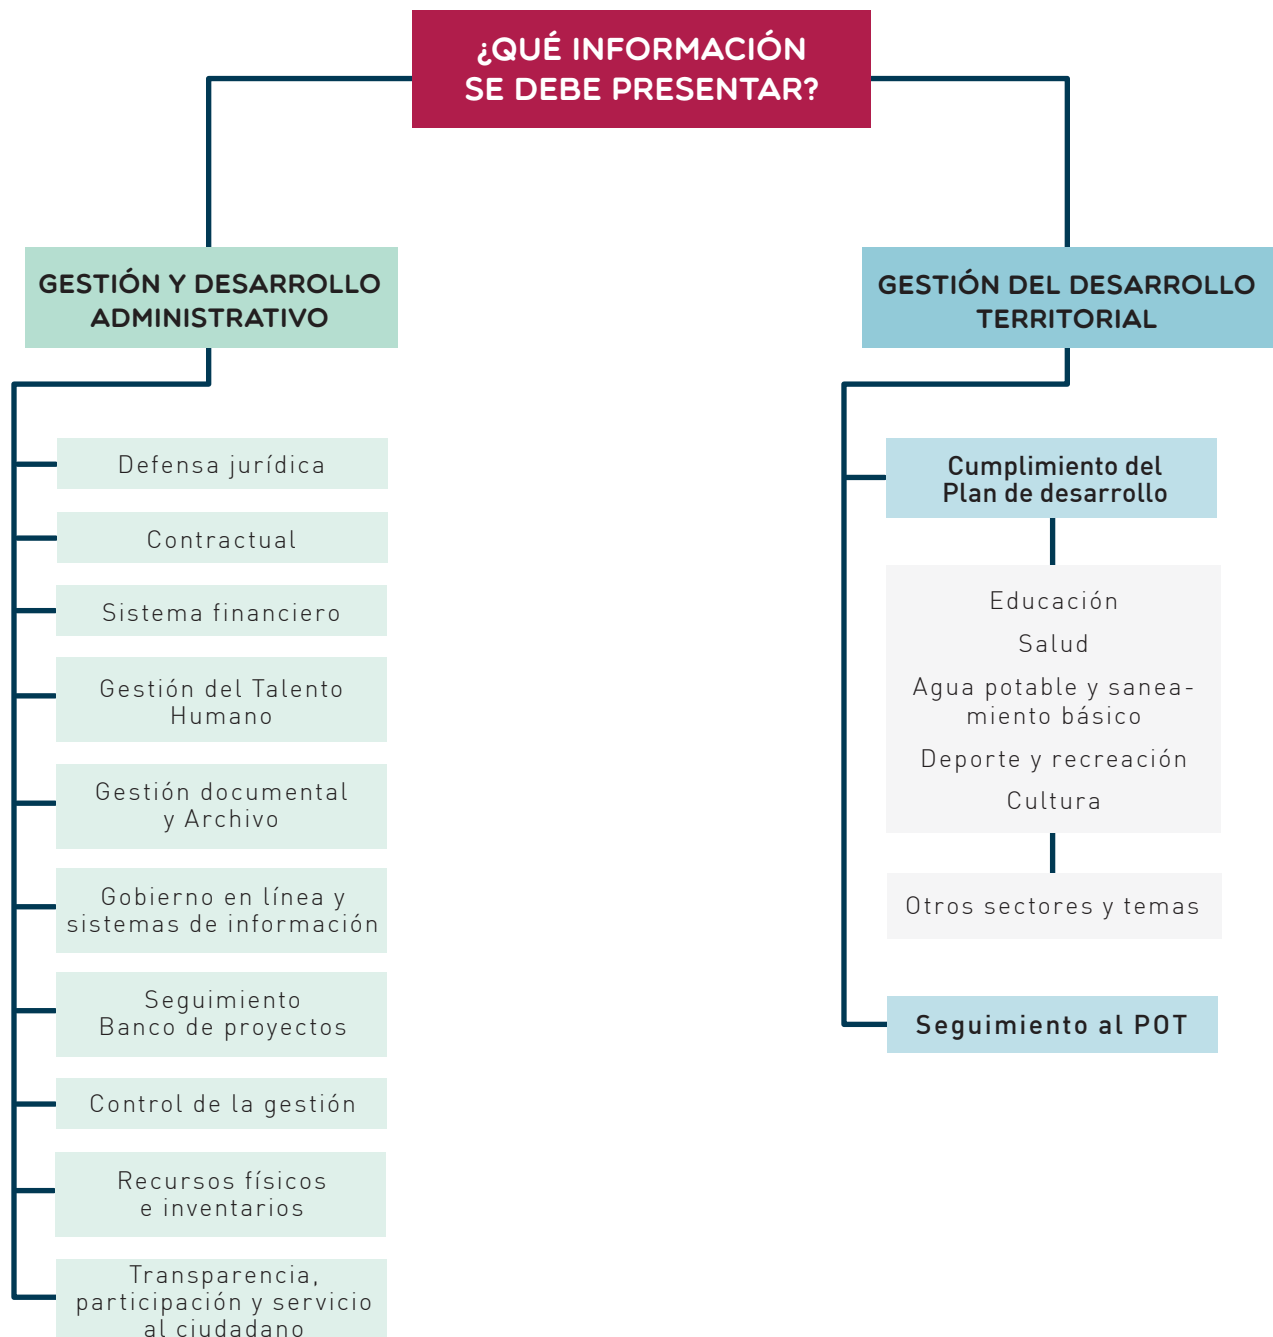 ¿QUÉ INFORMACIÓN
SE DEBE PRESENTAR?
GESTIÓN Y DESARROLLO
ADMINISTRATIVO
Defensa jurídica
Contractual
Sistema financiero
Gestión del Talento
Humano
Gestión documental
y Archivo
Gobierno en línea y
sistemas de información
Seguimiento
Banco de proyectos
Control de la gestión
Recursos físicos
e inventarios
Transparencia,
participación y servicio
al ciudadano
GESTIÓN DEL DESARROLLO
TERRITORIAL
Cumplimiento del
Plan de desarrollo
Educación
Salud
Agua potable y sanea-
miento básico
Deporte y recreación
Cultura
Otros sectores y temas
Seguimiento al POT